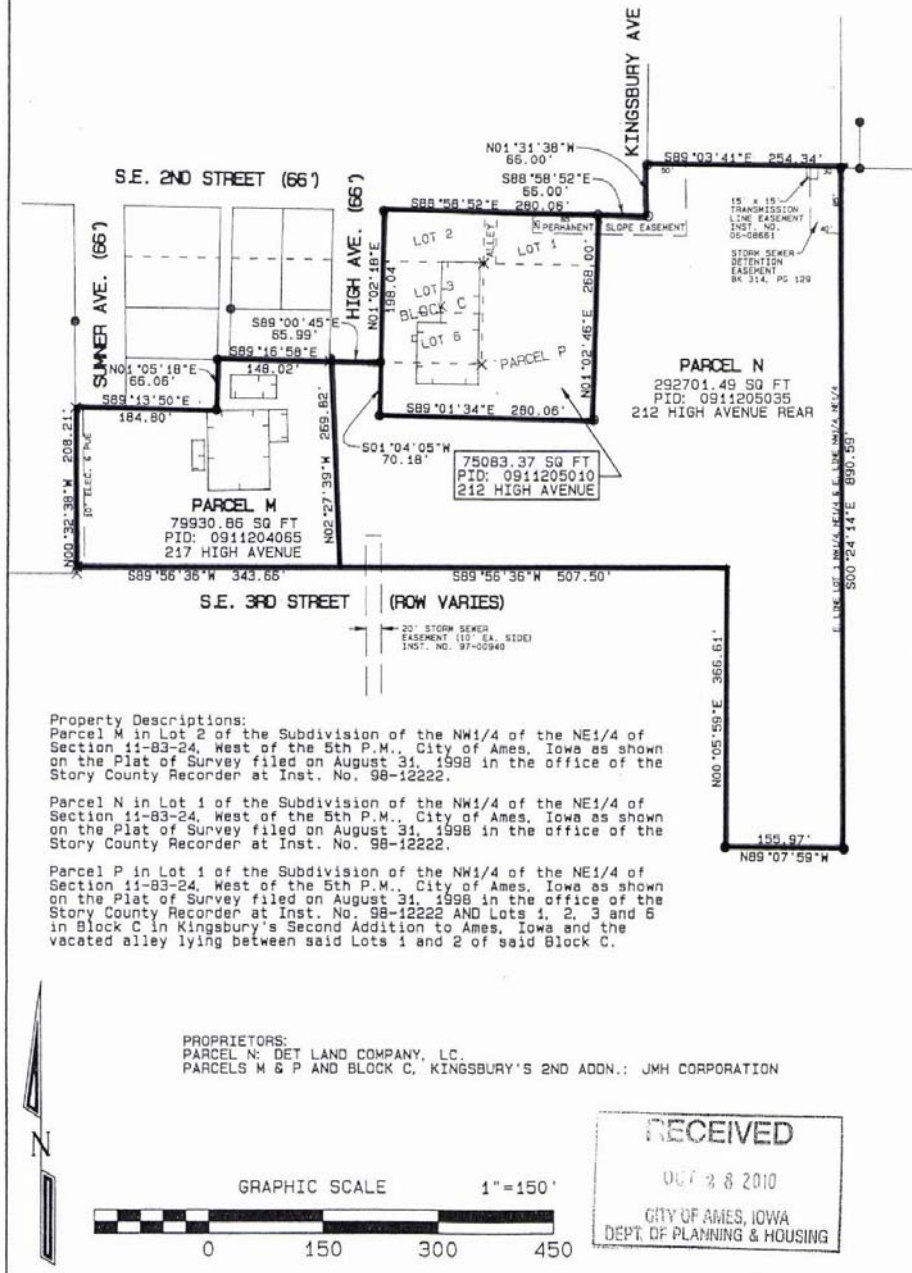 KINGSBURY AVE
N01°31'38"W
66.00'
S88°58'52"E
66.00'
S89°03'41"E 254.34'
S.E. 2ND STREET (66')
S88°58'52"E 280.06'
50'
30'
15' x 15'
TRANSMISSION
LINE EASEMENT
INST. NO.
06-08661
STORM SEWER
DETENTION
EASEMENT
BK 314, PG 129
40'
PERMANENT SLOPE EASEMENT
SUMNER AVE. (66')
HIGH AVE. (66')
N01°02'18"E
198.04'
LOT 2
ALLEY
LOT 1
LOT 3
BLOCK C
LOT 6
PARCEL P
N01°02'46"E 268.00'
S89°00'45"E
65.99'
S89°16'58"E
148.02'
N01°05'18"E
66.06'
S89°13'50"E
184.80'
S89°01'34"E 280.06'
S01°04'05"W
70.18'
PARCEL N
292701.49 SQ FT
PID: 0911205035
212 HIGH AVENUE REAR
75083.37 SQ FT
PID: 0911205010
212 HIGH AVENUE
N00°32'38"W 208.21'
10' ELEC. & PUE
N02°27'39"W 269.82'
PARCEL M
79930.86 SQ FT
PID: 0911204065
217 HIGH AVENUE
E. LINE LOT 1 NW1/4 NE1/4 & E. LINE NW1/4, NE1/4
S00°24'14"E 890.59'
S89°56'36"W 343.66'
S89°56'36"W 507.50'
S.E. 3RD STREET (ROW VARIES)
20' STORM SEWER
EASEMENT (10' EA. SIDE)
INST. NO. 97-00940
N00°05'59"E 366.61'
155.97'
N89°07'59"W
Property Descriptions:
Parcel M in Lot 2 of the Subdivision of the NW1/4 of the NE1/4 of
Section 11-83-24, West of the 5th P.M., City of Ames, Iowa as shown
on the Plat of Survey filed on August 31, 1998 in the office of the
Story County Recorder at Inst. No. 98-12222.
Parcel N in Lot 1 of the Subdivision of the NW1/4 of the NE1/4 of
Section 11-83-24, West of the 5th P.M., City of Ames, Iowa as shown
on the Plat of Survey filed on August 31, 1998 in the office of the
Story County Recorder at Inst. No. 98-12222.
Parcel P in Lot 1 of the Subdivision of the NW1/4 of the NE1/4 of
Section 11-83-24, West of the 5th P.M., City of Ames, Iowa as shown
on the Plat of Survey filed on August 31, 1998 in the office of the
Story County Recorder at Inst. No. 98-12222 AND Lots 1, 2, 3 and 6
in Block C in Kingsbury's Second Addition to Ames, Iowa and the
vacated alley lying between said Lots 1 and 2 of said Block C.
PROPRIETORS:
PARCEL N: DET LAND COMPANY, LC.
PARCELS M & P AND BLOCK C, KINGSBURY'S 2ND ADDN.: JMH CORPORATION
N
GRAPHIC SCALE 1"=150'
0 150 300 450
RECEIVED
OCT 28 2010
CITY OF AMES, IOWA
DEPT. OF PLANNING & HOUSING